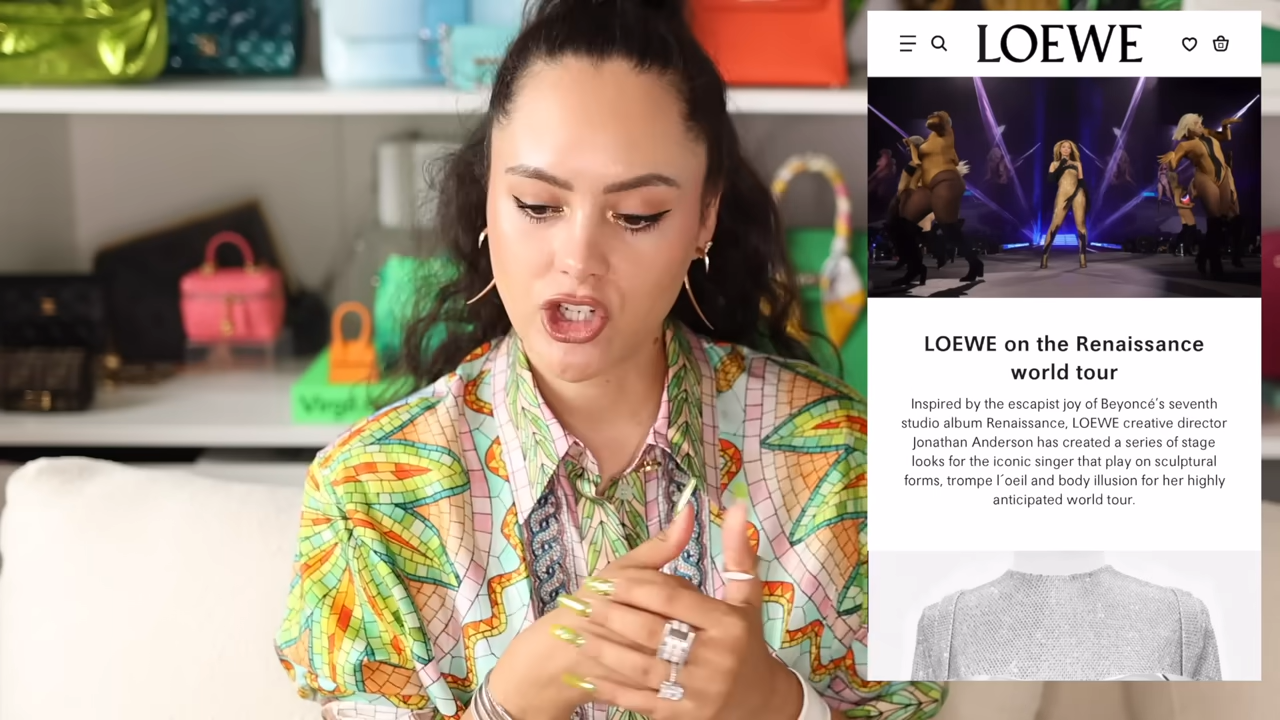 LOEWE
LOEWE on the Renaissance
world tour
Inspired by the escapist joy of Beyoncé´s seventh
studio album Renaissance, LOEWE creative director
Jonathan Anderson has created a series of stage
looks for the iconic singer that play on sculptural
forms, trompe l´oeil and body illusion for her highly
anticipated world tour.
Virgil